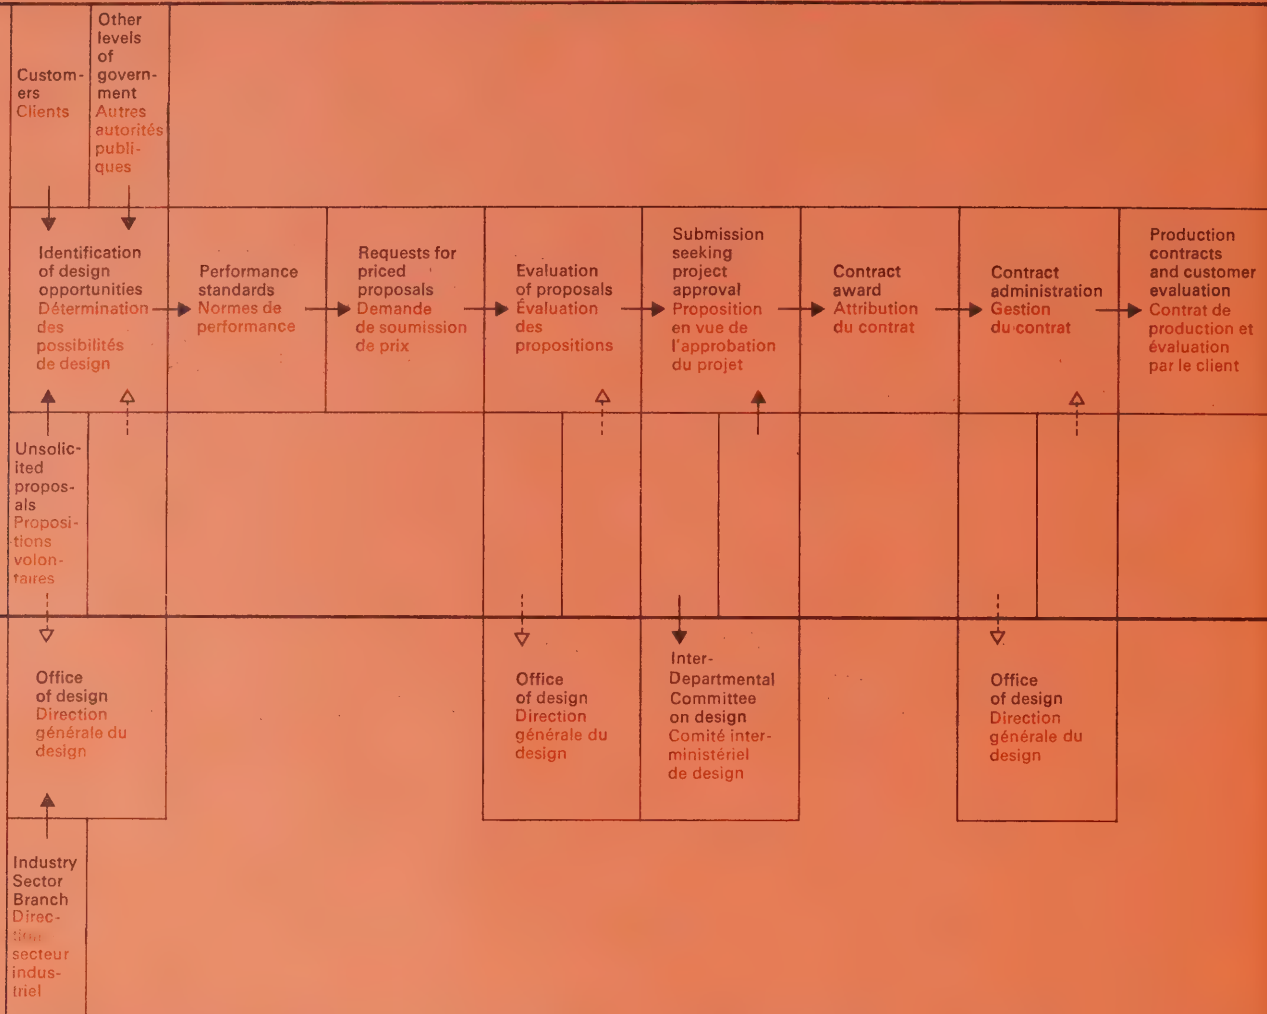 Custom-
ers
Clients
Other
levels
of
govern-
ment
Autres
autorités
publi-
ques
Identification
of design
opportunities
Détermination
des
possibilités
de design
Performance
standards
Normes de
performance
Requests for
priced
proposals
Demande
de soumission
de prix
Evaluation
of proposals
Évaluation
des
propositions
Submission
seeking
project
approval
Proposition
en vue de
l'approbation
du projet
Contract
award
Attribution
du contrat
Contract
administration
Gestion
du contrat
Production
contracts
and customer
evaluation
Contrat de
production et
évaluation
par le client
Unsolic-
ited
propos-
als
Proposi-
tions
volon-
taires
Office
of design
Direction
générale du
design
Office
of design
Direction
générale du
design
Inter-
Departmental
Committee
on design
Comité inter-
ministériel
de design
Office
of design
Direction
générale du
design
Industry
Sector
Branch
Direc-
secteur
indus-
triel